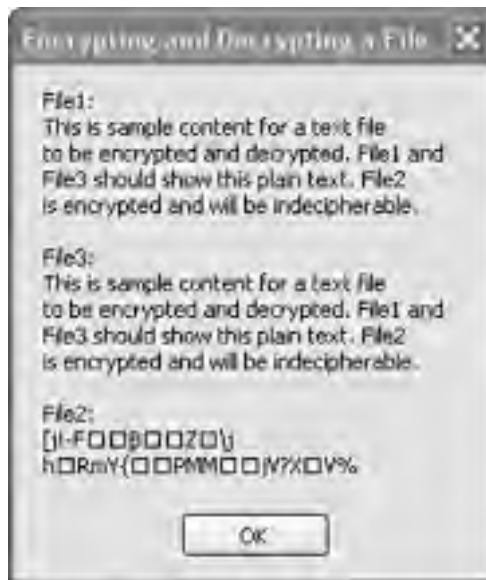 Encrypting and Decrypting a File
File1:
This is sample content for a text file
to be encrypted and decrypted. File1 and
File3 should show this plain text. File2
is encrypted and will be indecipherable.
File3:
This is sample content for a text file
to be encrypted and decrypted. File1 and
File3 should show this plain text. File2
is encrypted and will be indecipherable.
File2:
OK